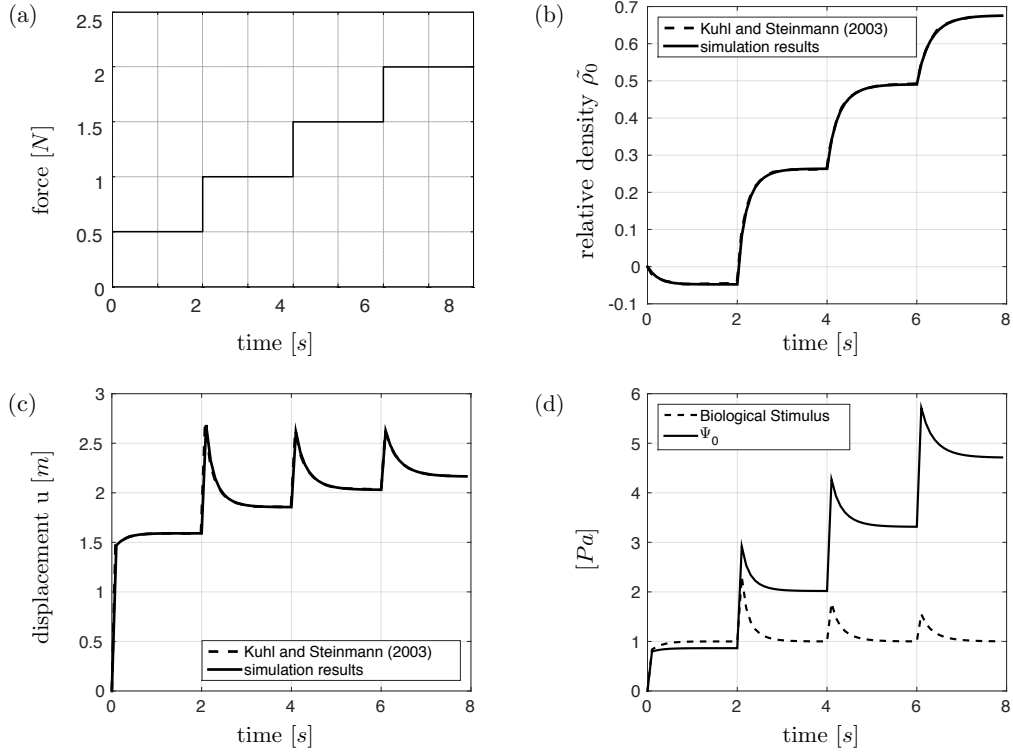 (a)
2.5
2
1.5
1
0.5
0
0 2 4 6 8
force [N]
time [s]
(b)
0.7
0.6
0.5
0.4
0.3
0.2
0.1
0
-0.1
0 2 4 6 8
relative density ρ̃₀
time [s]
Kuhl and Steinmann (2003)
simulation results
(c)
3
2.5
2
1.5
1
0.5
0
0 2 4 6 8
displacement u [m]
time [s]
Kuhl and Steinmann (2003)
simulation results
(d)
6
5
4
3
2
1
0
0 2 4 6 8
[Pa]
time [s]
Biological Stimulus
Ψ₀